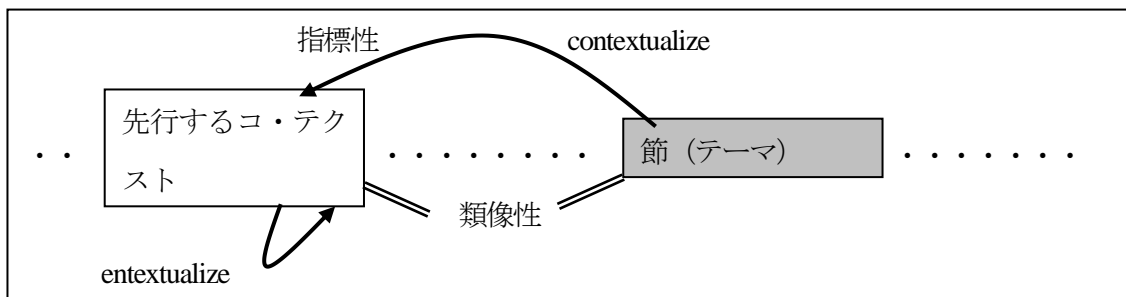 指標性
contextualize
先行するコ・テク
スト
・・
・・・・・・・・
節（テーマ）
・・・・・・・
類像性
entextualize